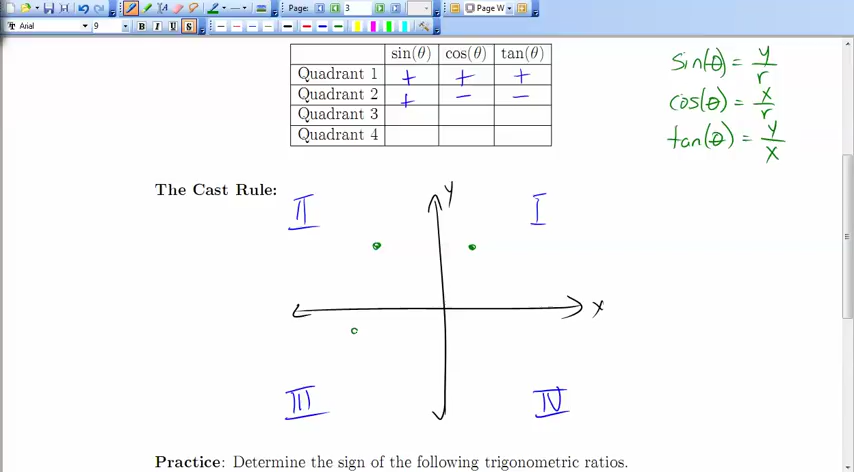 Page: 3 Page W
Arial 9 B I U S
sin(θ) cos(θ) tan(θ)
Quadrant 1 + + +
Quadrant 2 + − −
Quadrant 3
Quadrant 4
sin(θ) = y/r
cos(θ) = x/r
tan(θ) = y/x
The Cast Rule:
y
II I
x
III IV
Practice: Determine the sign of the following trigonometric ratios.